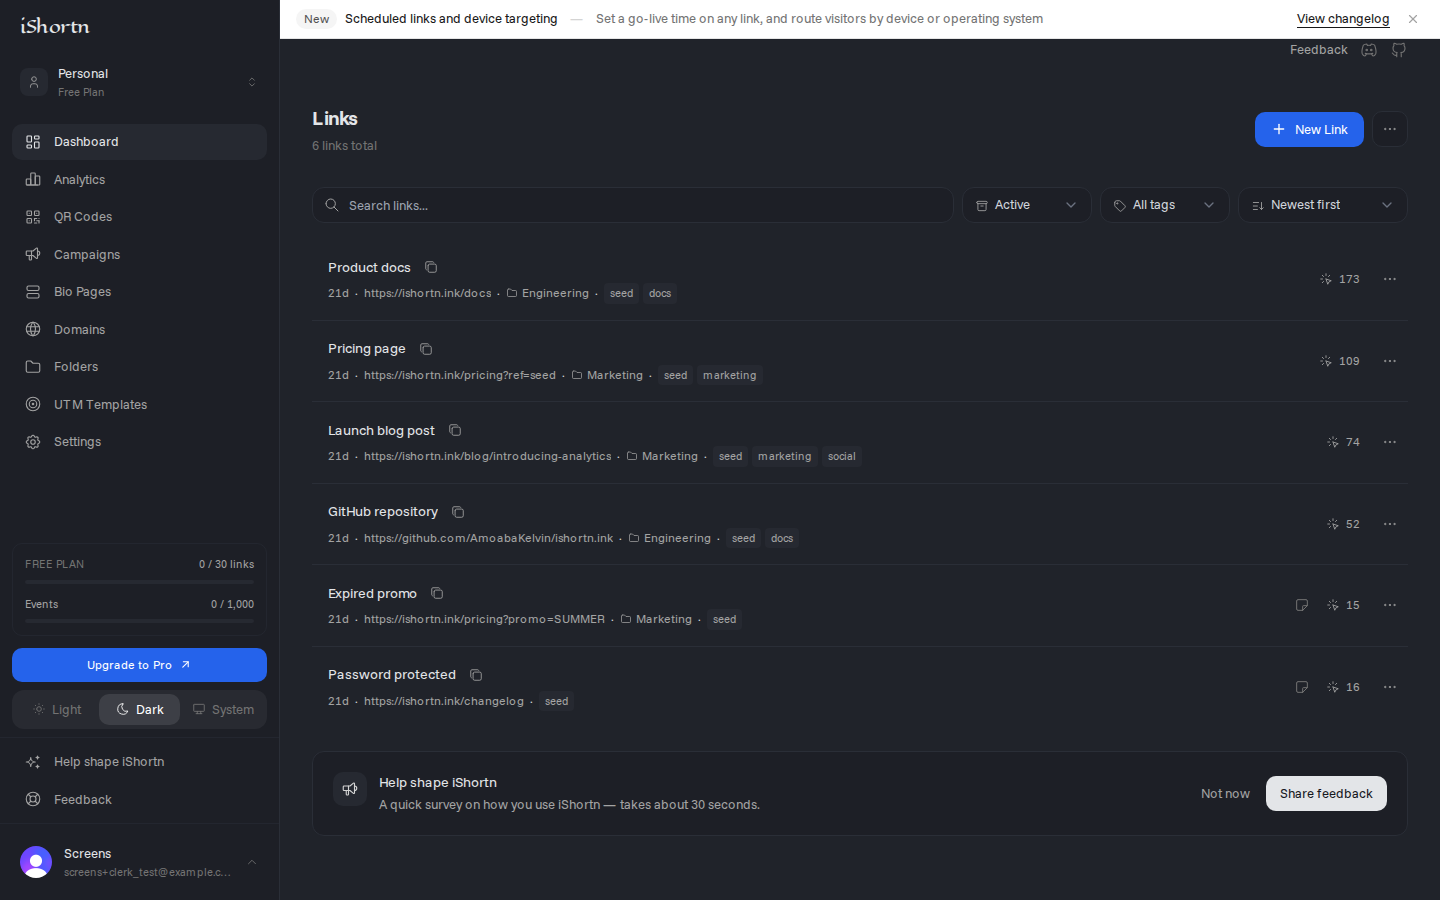 iShortn
Personal
Free Plan
Dashboard
Analytics
QR Codes
Campaigns
Bio Pages
Domains
Folders
UTM Templates
Settings
FREE PLAN 0 / 30 links
Events 0 / 1,000
Upgrade to Pro
Light Dark System
Help shape iShortn
Feedback
Screens
screens+clerk_test@example.c...
New Scheduled links and device targeting — Set a go-live time on any link, and route visitors by device or operating system View changelog
Feedback
Links
6 links total
New Link
Search links...
Active
All tags
Newest first
Product docs
21d · https://ishortn.ink/docs · Engineering · seed docs
173
Pricing page
21d · https://ishortn.ink/pricing?ref=seed · Marketing · seed marketing
109
Launch blog post
21d · https://ishortn.ink/blog/introducing-analytics · Marketing · seed marketing social
74
GitHub repository
21d · https://github.com/AmoabaKelvin/ishortn.ink · Engineering · seed docs
52
Expired promo
21d · https://ishortn.ink/pricing?promo=SUMMER · Marketing · seed
15
Password protected
21d · https://ishortn.ink/changelog · seed
16
Help shape iShortn
A quick survey on how you use iShortn — takes about 30 seconds.
Not now
Share feedback